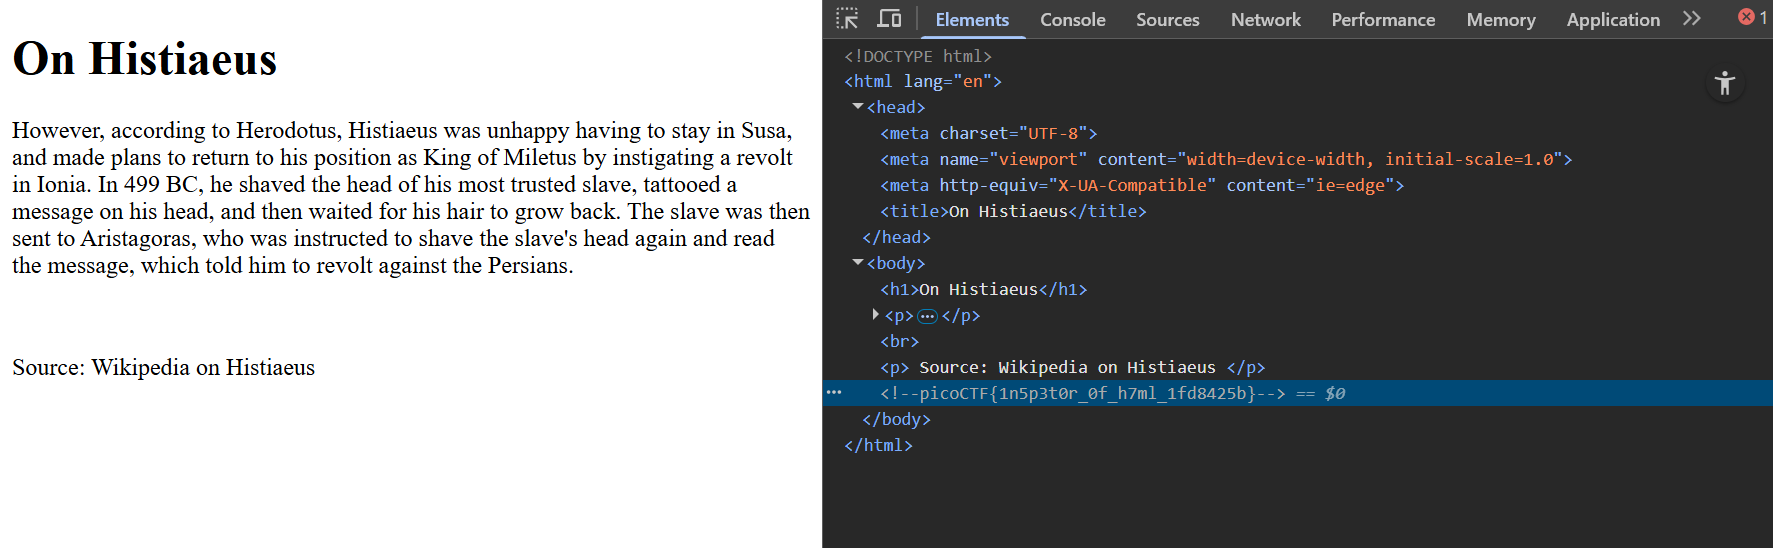 On Histiaeus
However, according to Herodotus, Histiaeus was unhappy having to stay in Susa,
and made plans to return to his position as King of Miletus by instigating a revolt
in Ionia. In 499 BC, he shaved the head of his most trusted slave, tattooed a
message on his head, and then waited for his hair to grow back. The slave was then
sent to Aristagoras, who was instructed to shave the slave's head again and read
the message, which told him to revolt against the Persians.
Source: Wikipedia on Histiaeus
Elements Console Sources Network Performance Memory Application 1
<!DOCTYPE html>
<html lang="en">
<head>
<meta charset="UTF-8">
<meta name="viewport" content="width=device-width, initial-scale=1.0">
<meta http-equiv="X-UA-Compatible" content="ie=edge">
<title>On Histiaeus</title>
</head>
<body>
<h1>On Histiaeus</h1>
<p>…</p>
<br>
<p> Source: Wikipedia on Histiaeus </p>
<!--picoCTF{1n5p3t0r_0f_h7ml_1fd8425b}--> == $0
</body>
</html>